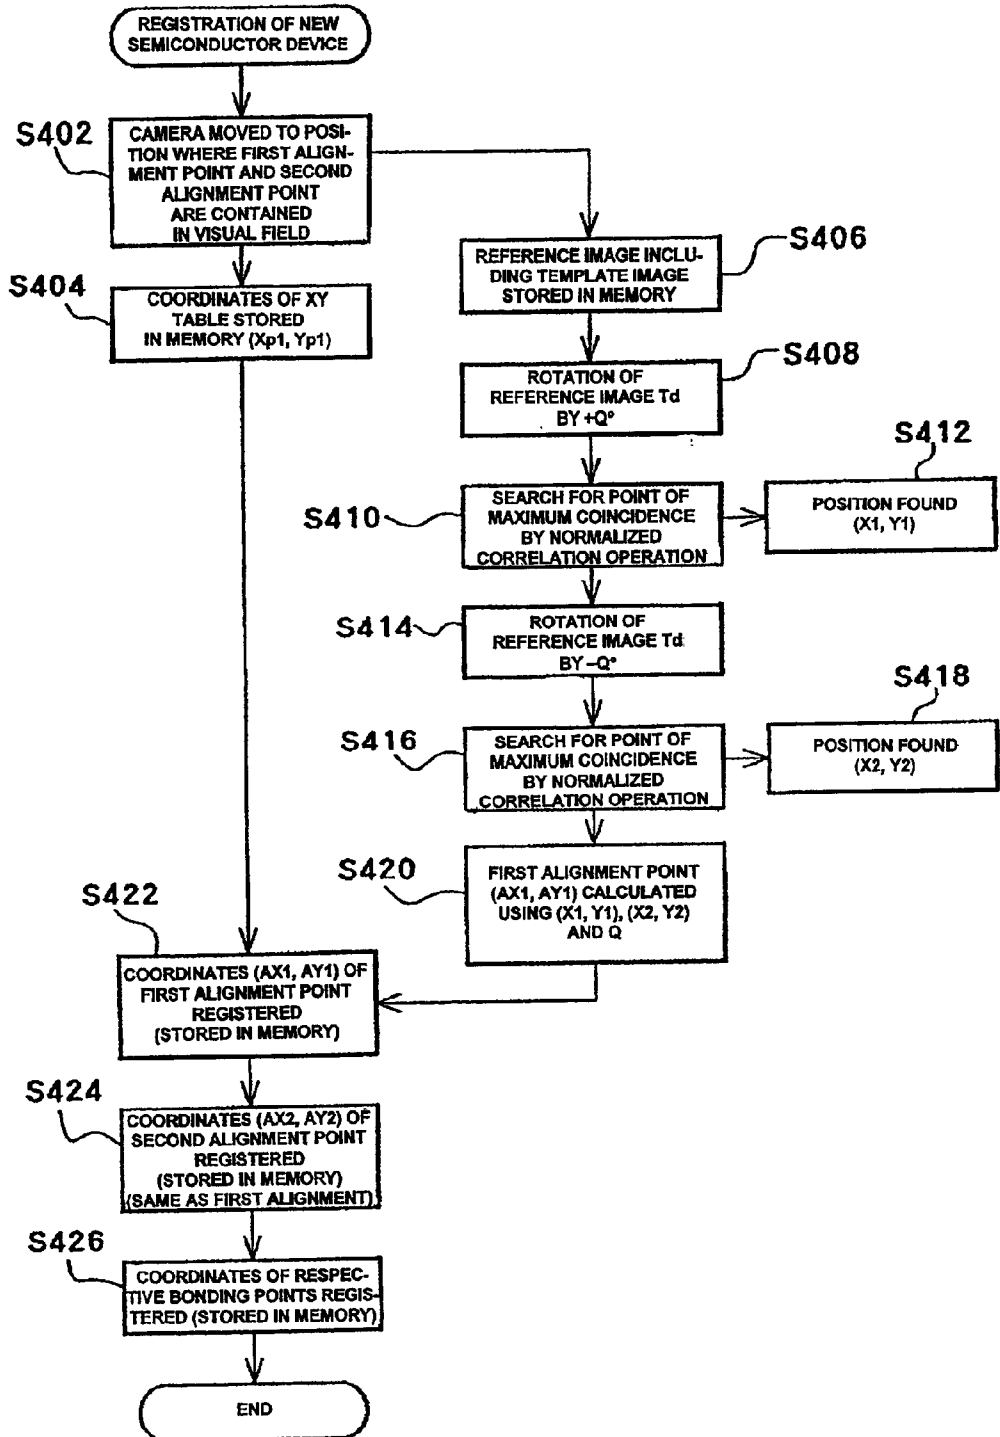 REGISTRATION OF NEW
SEMICONDUCTOR DEVICE
S402
CAMERA MOVED TO POSI-
TION WHERE FIRST ALIGN-
MENT POINT AND SECOND
ALIGNMENT POINT
ARE CONTAINED
IN VISUAL FIELD
S404
COORDINATES OF XY
TABLE STORED
IN MEMORY (Xp1, Yp1)
S406
REFERENCE IMAGE INCLU-
DING TEMPLATE IMAGE
STORED IN MEMORY
S408
ROTATION OF
REFERENCE IMAGE Td
BY +Q°
S410
SEARCH FOR POINT OF
MAXIMUM COINCIDENCE
BY NORMALIZED
CORRELATION OPERATION
S412
POSITION FOUND
(X1, Y1)
S414
ROTATION OF
REFERENCE IMAGE Td
BY –Q°
S416
SEARCH FOR POINT OF
MAXIMUM COINCIDENCE
BY NORMALIZED
CORRELATION OPERATION
S418
POSITION FOUND
(X2, Y2)
S420
FIRST ALIGNMENT POINT
(AX1, AY1) CALCULATED
USING (X1, Y1), (X2, Y2)
AND Q
S422
COORDINATES (AX1, AY1) OF
FIRST ALIGNMENT POINT
REGISTERED
(STORED IN MEMORY)
S424
COORDINATES (AX2, AY2) OF
SECOND ALIGNMENT POINT
REGISTERED
(STORED IN MEMORY)
(SAME AS FIRST ALIGNMENT)
S426
COORDINATES OF RESPEC-
TIVE BONDING POINTS REGIS-
TERED (STORED IN MEMORY)
END